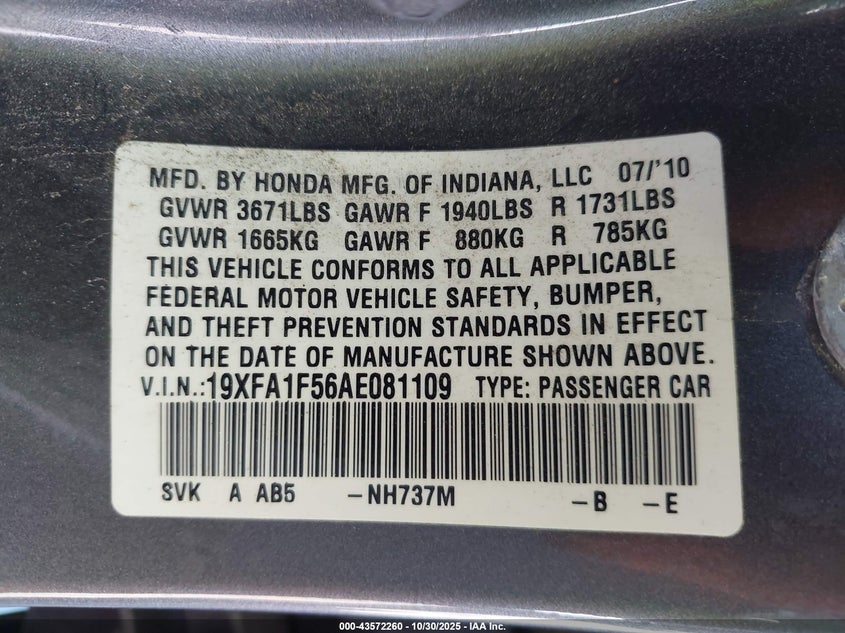 MFD. BY HONDA MFG. OF INDIANA, LLC 07/'10
GVWR 3671LBS GAWR F 1940LBS R 1731LBS
GVWR 1665KG GAWR F 880KG R 785KG
THIS VEHICLE CONFORMS TO ALL APPLICABLE
FEDERAL MOTOR VEHICLE SAFETY, BUMPER,
AND THEFT PREVENTION STANDARDS IN EFFECT
ON THE DATE OF MANUFACTURE SHOWN ABOVE.
V.I.N.:19XFA1F56AE081109 TYPE: PASSENGER CAR
SVK A AB5 -NH737M -B -E
000-43572260 - 10/30/2025 - IAA Inc.